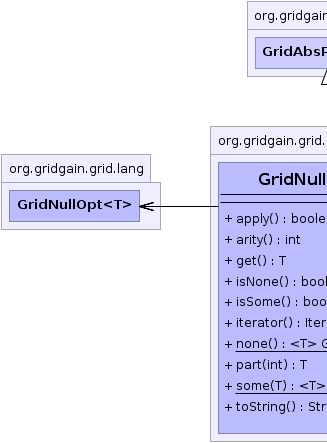 org.gridgain
GridAbsP
org.gridgain.grid.lang
GridNullOpt<T>
org.gridgain.grid.
GridNull
+ apply() : boole
+ arity() : int
+ get() : T
+ isNone() : bool
+ isSome() : boo
+ iterator() : Iter
+ none() : <T> G
+ part(int) : T
+ some(T) : <T>
+ toString() : Str